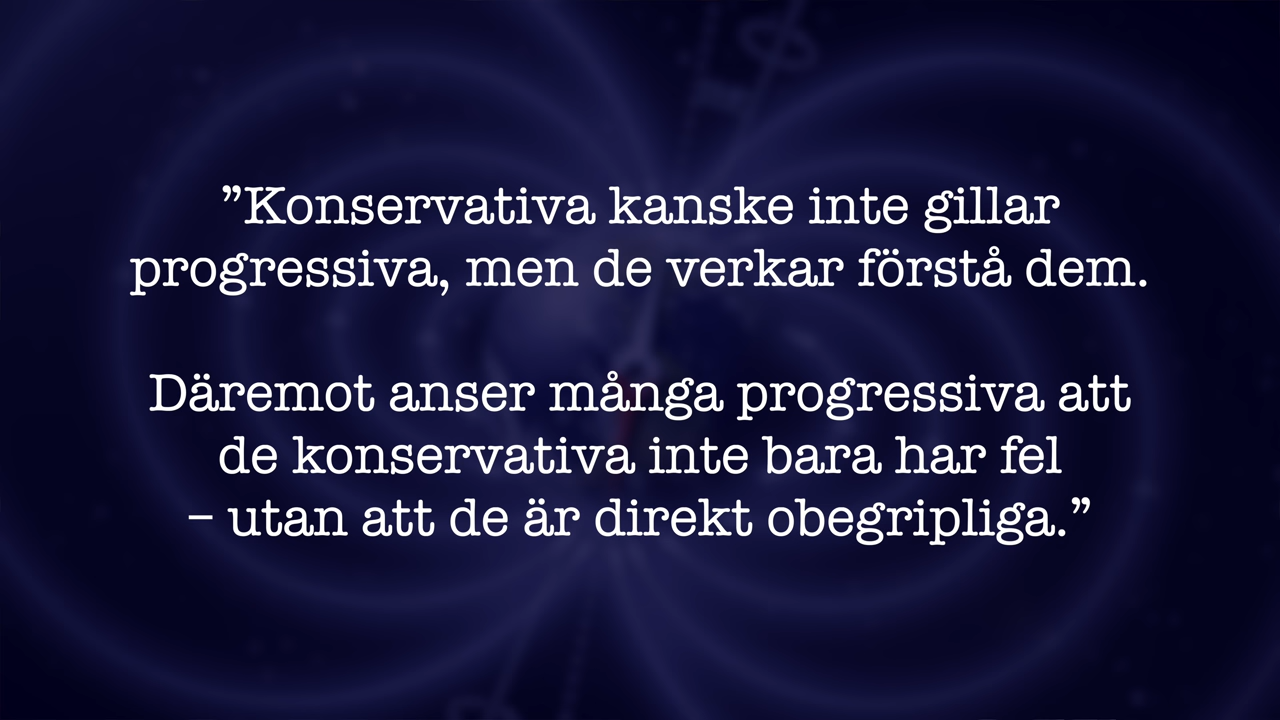 ”Konservativa kanske inte gillar
progressiva, men de verkar förstå dem.
Däremot anser många progressiva att
de konservativa inte bara har fel
– utan att de är direkt obegripliga.”